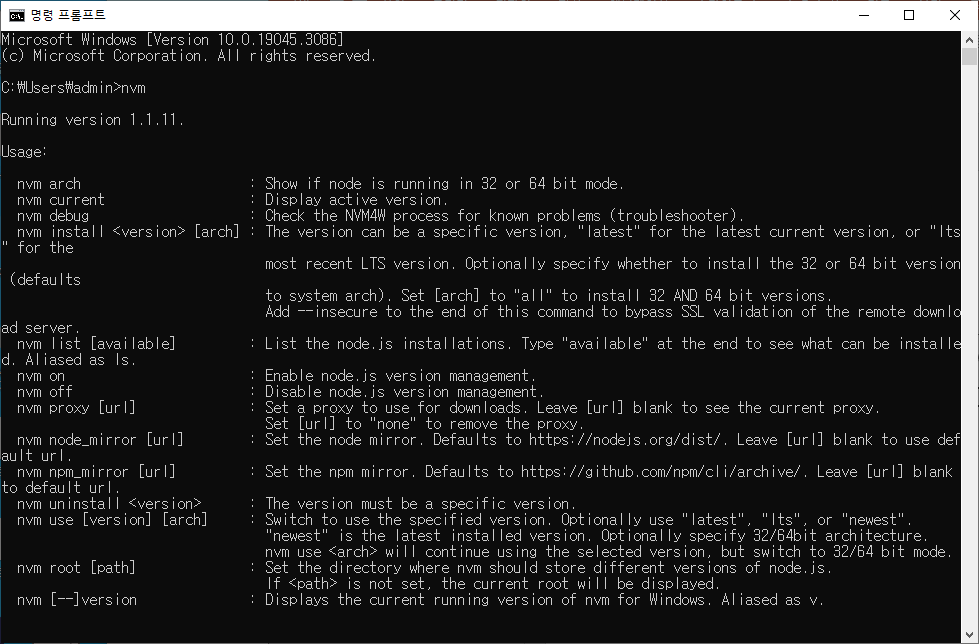 명령 프롬프트
Microsoft Windows [Version 10.0.19045.3086]
(c) Microsoft Corporation. All rights reserved.
C:₩Users₩admin>nvm
Running version 1.1.11.
Usage:
nvm arch : Show if node is running in 32 or 64 bit mode.
nvm current : Display active version.
nvm debug : Check the NVM4W process for known problems (troubleshooter).
nvm install <version> [arch] : The version can be a specific version, "latest" for the latest current version, or "lts
" for the
most recent LTS version. Optionally specify whether to install the 32 or 64 bit version
(defaults
to system arch). Set [arch] to "all" to install 32 AND 64 bit versions.
Add --insecure to the end of this command to bypass SSL validation of the remote downlo
ad server.
nvm list [available] : List the node.js installations. Type "available" at the end to see what can be installe
d. Aliased as ls.
nvm on : Enable node.js version management.
nvm off : Disable node.js version management.
nvm proxy [url] : Set a proxy to use for downloads. Leave [url] blank to see the current proxy.
Set [url] to "none" to remove the proxy.
nvm node_mirror [url] : Set the node mirror. Defaults to https://nodejs.org/dist/. Leave [url] blank to use def
ault url.
nvm npm_mirror [url] : Set the npm mirror. Defaults to https://github.com/npm/cli/archive/. Leave [url] blank
to default url.
nvm uninstall <version> : The version must be a specific version.
nvm use [version] [arch] : Switch to use the specified version. Optionally use "latest", "lts", or "newest".
"newest" is the latest installed version. Optionally specify 32/64bit architecture.
nvm use <arch> will continue using the selected version, but switch to 32/64 bit mode.
nvm root [path] : Set the directory where nvm should store different versions of node.js.
If <path> is not set, the current root will be displayed.
nvm [--]version : Displays the current running version of nvm for Windows. Aliased as v.